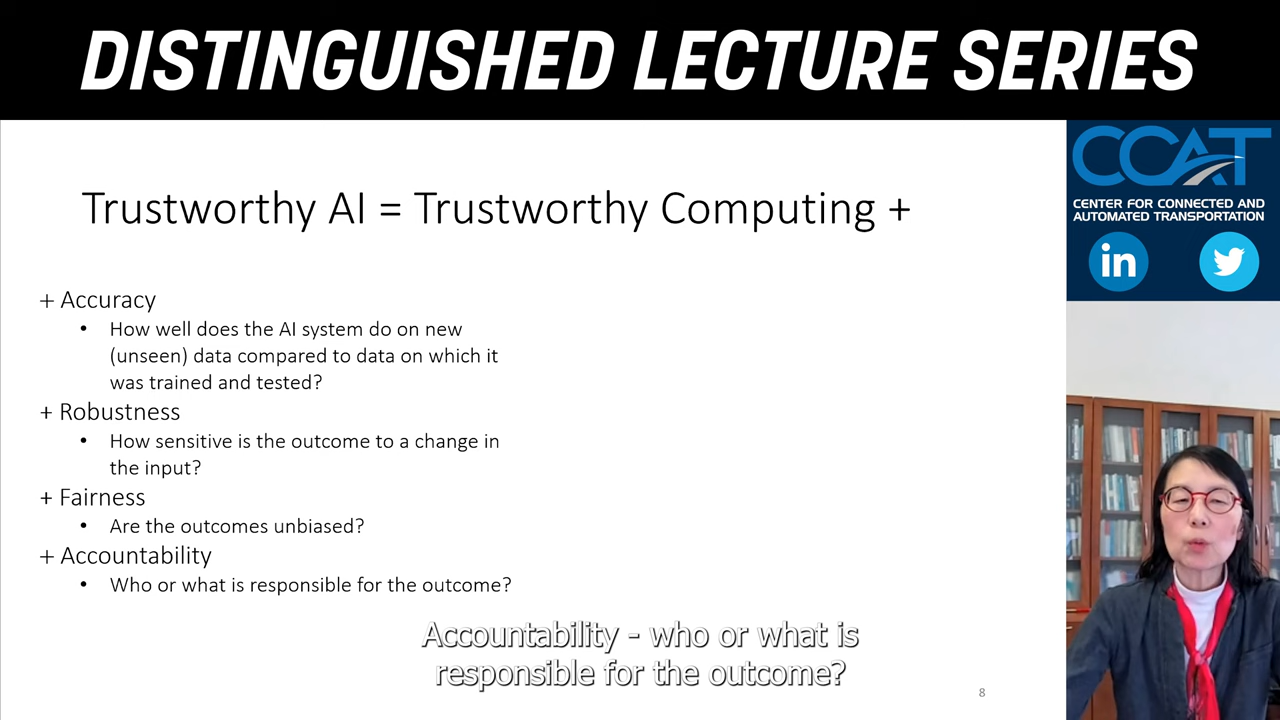 DISTINGUISHED LECTURE SERIES
Trustworthy AI = Trustworthy Computing +
+ Accuracy
• How well does the AI system do on new
(unseen) data compared to data on which it
was trained and tested?
+ Robustness
• How sensitive is the outcome to a change in
the input?
+ Fairness
• Are the outcomes unbiased?
+ Accountability
• Who or what is responsible for the outcome?
Accountability - who or what is
responsible for the outcome?
8
CCAT
CENTER FOR CONNECTED AND
AUTOMATED TRANSPORTATION
in